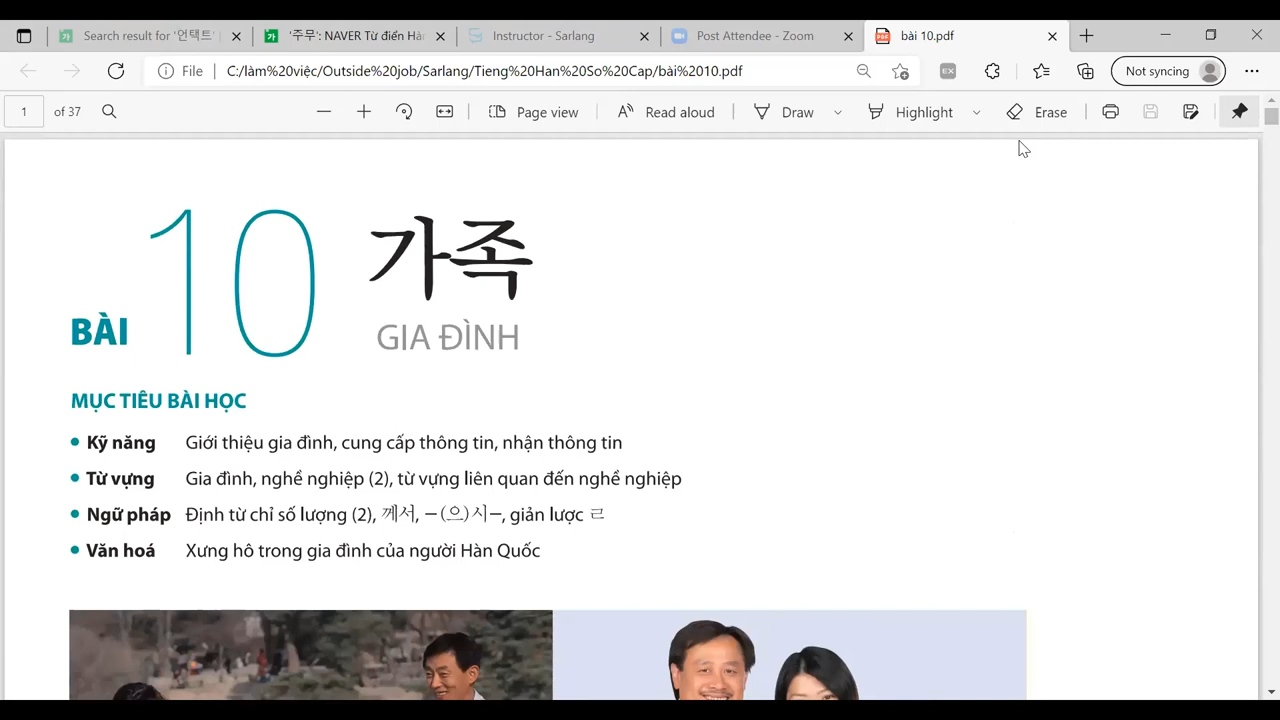 Search result for '언택트'
'주무': NAVER Từ điển Hàn
Instructor - Sarlang
Post Attendee - Zoom
bài 10.pdf
File
C:/làm%20việc/Outside%20job/Sarlang/Tieng%20Han%20So%20Cap/bài%2010.pdf
EX
Not syncing
1 of 37
Page view
Read aloud
Draw
Highlight
Erase
BÀI 10 가족
GIA ĐÌNH
MỤC TIÊU BÀI HỌC
• Kỹ năng Giới thiệu gia đình, cung cấp thông tin, nhận thông tin
• Từ vựng Gia đình, nghề nghiệp (2), từ vựng liên quan đến nghề nghiệp
• Ngữ pháp Định từ chỉ số lượng (2), 께서, –(으)시–, giản lược ㄹ
• Văn hoá Xưng hô trong gia đình của người Hàn Quốc